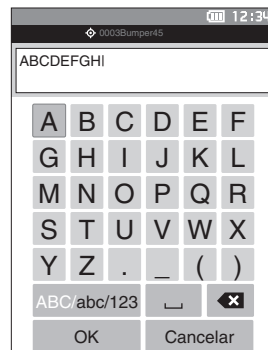 12:34
0003Bumper45
ABCDEFGHI
A B C D E F
G H I J K L
M N O P Q R
S T U V W X
Y Z . _ ( )
ABC/abc/123
OK Cancelar